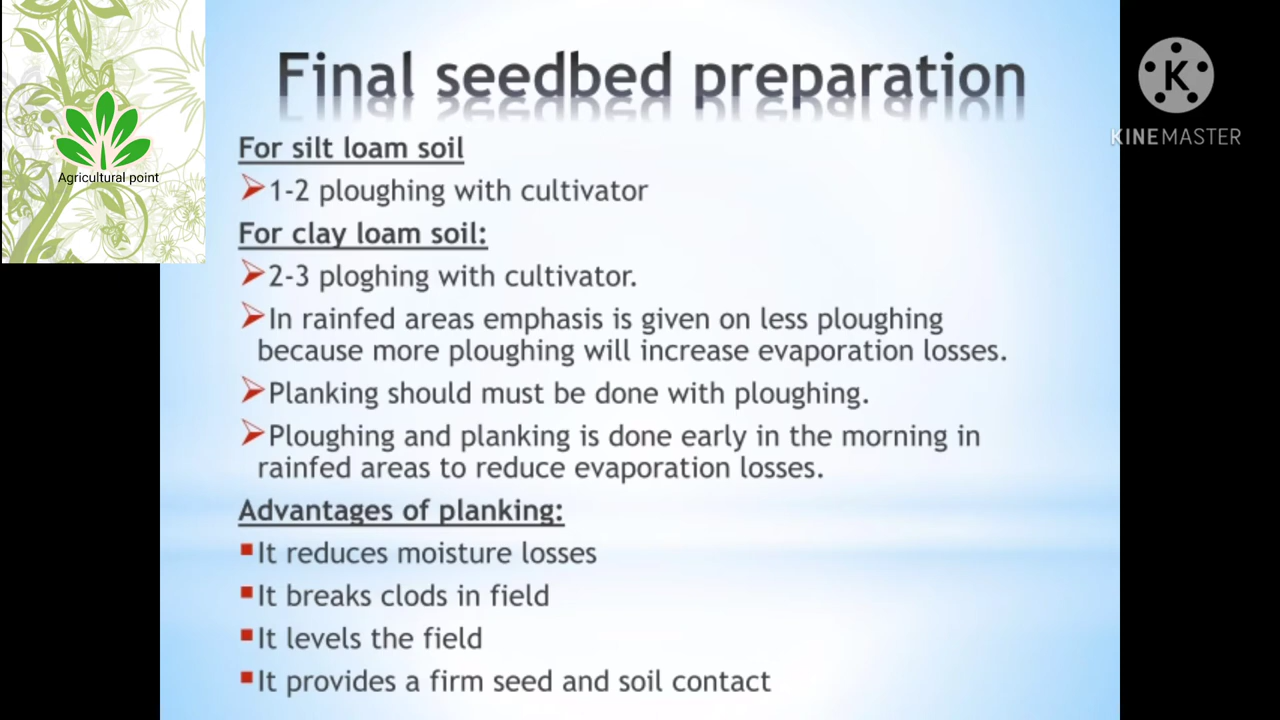 Final seedbed preparation
For silt loam soil
1-2 ploughing with cultivator
For clay loam soil:
2-3 ploghing with cultivator.
In rainfed areas emphasis is given on less ploughing
because more ploughing will increase evaporation losses.
Planking should must be done with ploughing.
Ploughing and planking is done early in the morning in
rainfed areas to reduce evaporation losses.
Advantages of planking:
It reduces moisture losses
It breaks clods in field
It levels the field
It provides a firm seed and soil contact
Agricultural point
K
KINEMASTER